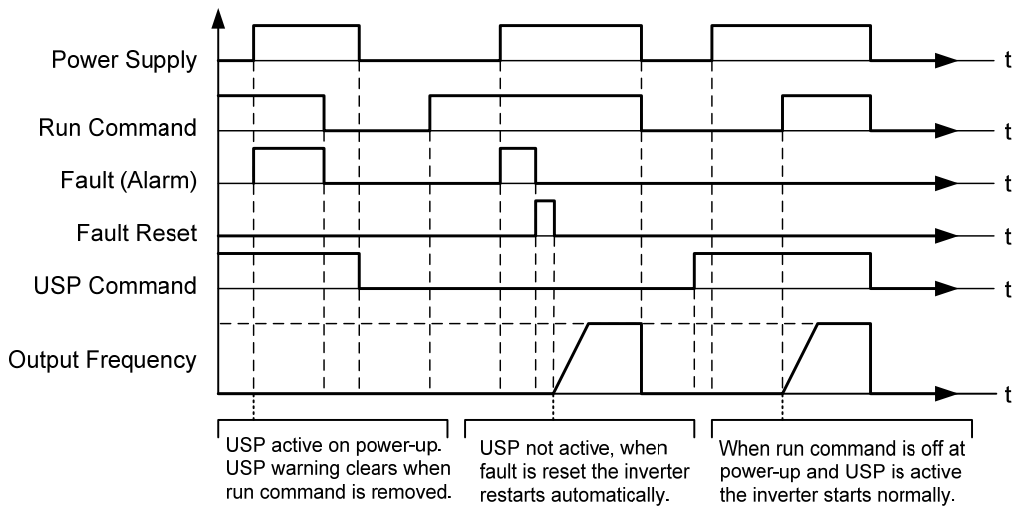 Power Supply t
Run Command t
Fault (Alarm) t
Fault Reset t
USP Command t
Output Frequency t
USP active on power-up.
USP warning clears when
run command is removed.
USP not active, when
fault is reset the inverter
restarts automatically.
When run command is off at
power-up and USP is active
the inverter starts normally.